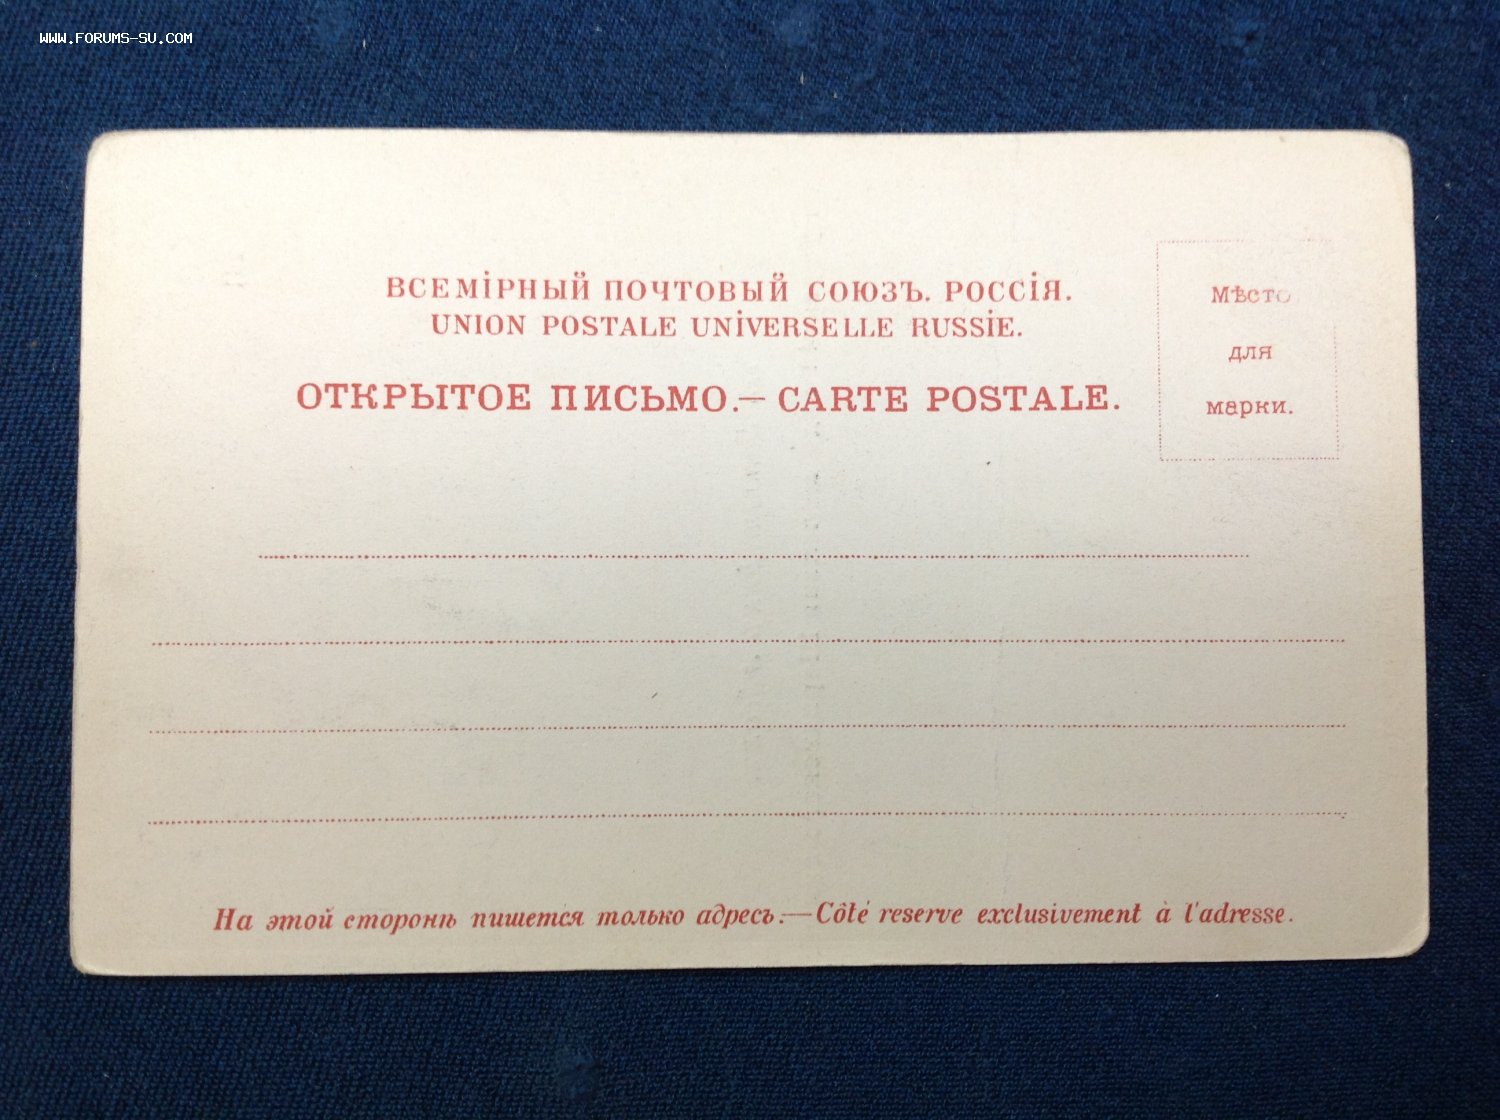 WWW.FORUMS-SU.COM
ВСЕМіРНЫЙ ПОЧТОВЫЙ СОЮЗЪ. РОССіЯ.
UNION POSTALE UNIVERSELLE RUSSIE.
ОТКРЫТОЕ ПИСЬМО.— CARTE POSTALE.
Мѣсто
для
марки.
На этой сторонѣ пишется только адресъ.—Côté reserve exclusivement à l'adresse.